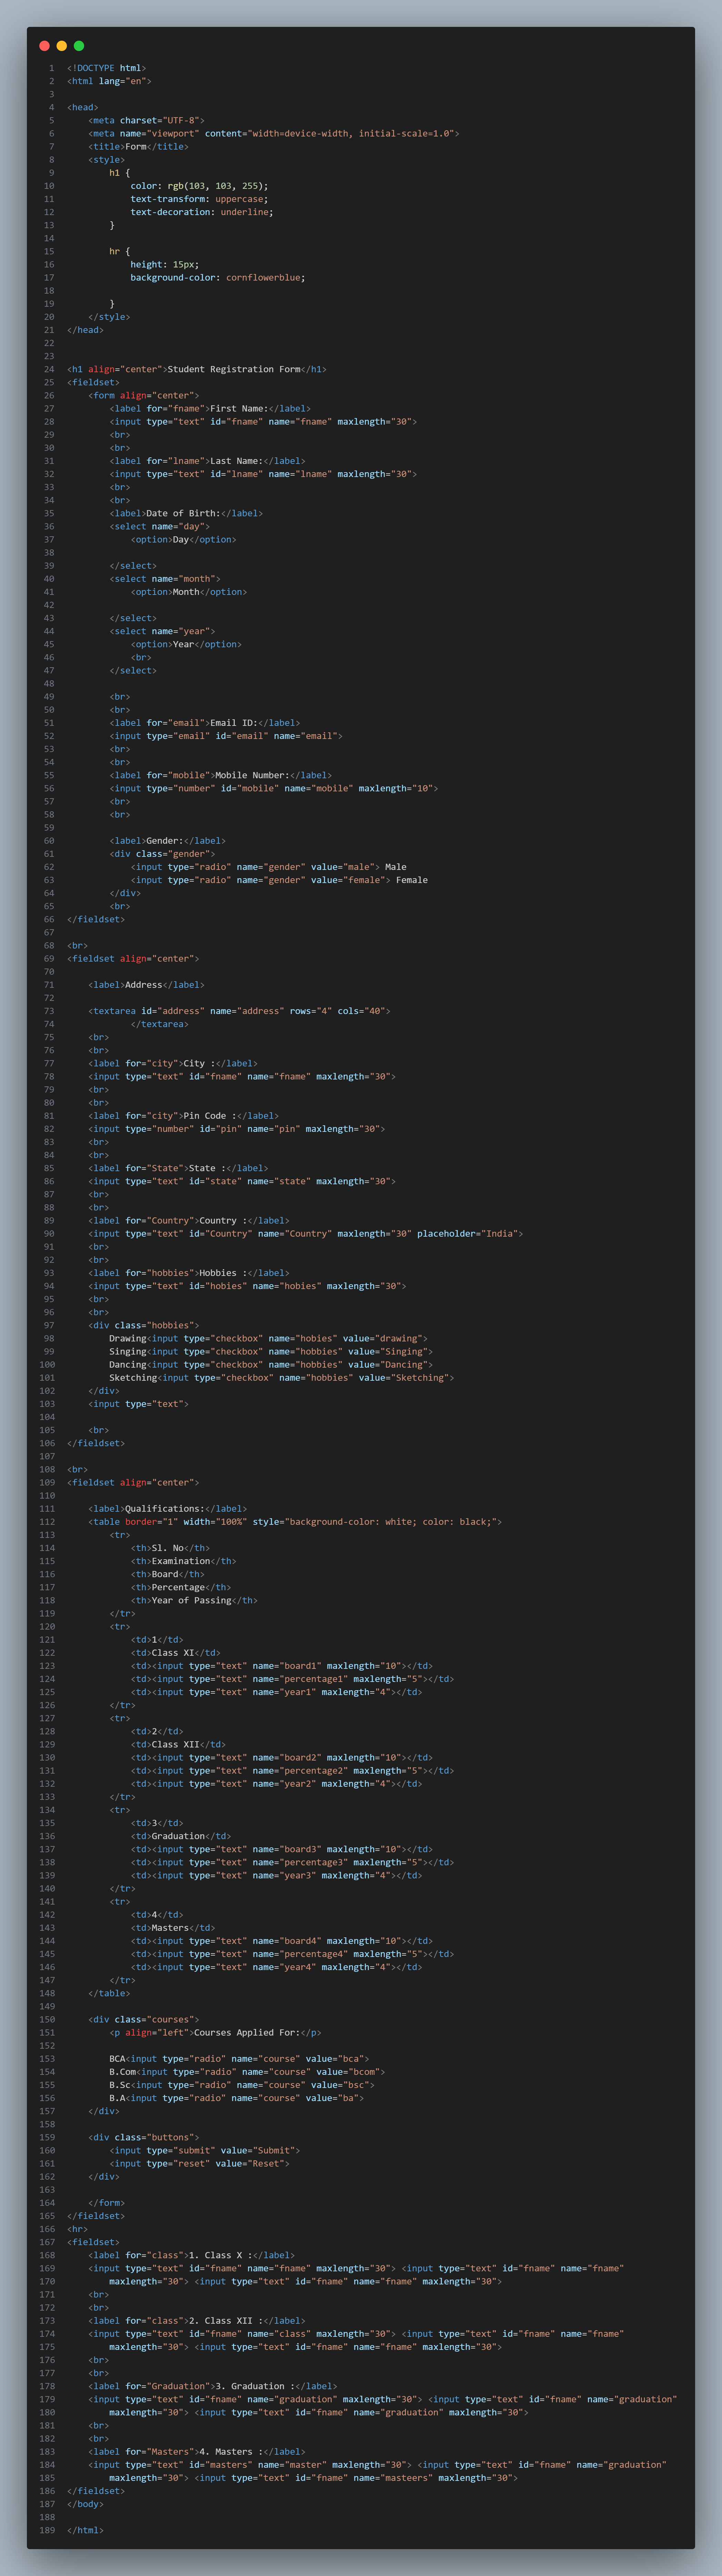 1 <!DOCTYPE html>
2 <html lang="en">
3
4 <head>
5     <meta charset="UTF-8">
6     <meta name="viewport" content="width=device-width, initial-scale=1.0">
7     <title>Form</title>
8     <style>
9         h1 {
10             color: rgb(103, 103, 255);
11             text-transform: uppercase;
12             text-decoration: underline;
13         }
14
15         hr {
16             height: 15px;
17             background-color: cornflowerblue;
18
19         }
20     </style>
21 </head>
22
23
24 <h1 align="center">Student Registration Form</h1>
25 <fieldset>
26     <form align="center">
27         <label for="fname">First Name:</label>
28         <input type="text" id="fname" name="fname" maxlength="30">
29         <br>
30         <br>
31         <label for="lname">Last Name:</label>
32         <input type="text" id="lname" name="lname" maxlength="30">
33         <br>
34         <br>
35         <label>Date of Birth:</label>
36         <select name="day">
37             <option>Day</option>
38
39         </select>
40         <select name="month">
41             <option>Month</option>
42
43         </select>
44         <select name="year">
45             <option>Year</option>
46             <br>
47         </select>
48
49         <br>
50         <br>
51         <label for="email">Email ID:</label>
52         <input type="email" id="email" name="email">
53         <br>
54         <br>
55         <label for="mobile">Mobile Number:</label>
56         <input type="number" id="mobile" name="mobile" maxlength="10">
57         <br>
58         <br>
59
60         <label>Gender:</label>
61         <div class="gender">
62             <input type="radio" name="gender" value="male"> Male
63             <input type="radio" name="gender" value="female"> Female
64         </div>
65         <br>
66 </fieldset>
67
68 <br>
69 <fieldset align="center">
70
71     <label>Address</label>
72
73     <textarea id="address" name="address" rows="4" cols="40">
74             </textarea>
75     <br>
76     <br>
77     <label for="city">City :</label>
78     <input type="text" id="fname" name="fname" maxlength="30">
79     <br>
80     <br>
81     <label for="city">Pin Code :</label>
82     <input type="number" id="pin" name="pin" maxlength="30">
83     <br>
84     <br>
85     <label for="State">State :</label>
86     <input type="text" id="state" name="state" maxlength="30">
87     <br>
88     <br>
89     <label for="Country">Country :</label>
90     <input type="text" id="Country" name="Country" maxlength="30" placeholder="India">
91     <br>
92     <br>
93     <label for="hobbies">Hobbies :</label>
94     <input type="text" id="hobies" name="hobies" maxlength="30">
95     <br>
96     <br>
97     <div class="hobbies">
98         Drawing<input type="checkbox" name="hobies" value="drawing">
99         Singing<input type="checkbox" name="hobbies" value="Singing">
100         Dancing<input type="checkbox" name="hobbies" value="Dancing">
101         Sketching<input type="checkbox" name="hobbies" value="Sketching">
102     </div>
103     <input type="text">
104
105     <br>
106 </fieldset>
107
108 <br>
109 <fieldset align="center">
110
111     <label>Qualifications:</label>
112     <table border="1" width="100%" style="background-color: white; color: black;">
113         <tr>
114             <th>Sl. No</th>
115             <th>Examination</th>
116             <th>Board</th>
117             <th>Percentage</th>
118             <th>Year of Passing</th>
119         </tr>
120         <tr>
121             <td>1</td>
122             <td>Class XI</td>
123             <td><input type="text" name="board1" maxlength="10"></td>
124             <td><input type="text" name="percentage1" maxlength="5"></td>
125             <td><input type="text" name="year1" maxlength="4"></td>
126         </tr>
127         <tr>
128             <td>2</td>
129             <td>Class XII</td>
130             <td><input type="text" name="board2" maxlength="10"></td>
131             <td><input type="text" name="percentage2" maxlength="5"></td>
132             <td><input type="text" name="year2" maxlength="4"></td>
133         </tr>
134         <tr>
135             <td>3</td>
136             <td>Graduation</td>
137             <td><input type="text" name="board3" maxlength="10"></td>
138             <td><input type="text" name="percentage3" maxlength="5"></td>
139             <td><input type="text" name="year3" maxlength="4"></td>
140         </tr>
141         <tr>
142             <td>4</td>
143             <td>Masters</td>
144             <td><input type="text" name="board4" maxlength="10"></td>
145             <td><input type="text" name="percentage4" maxlength="5"></td>
146             <td><input type="text" name="year4" maxlength="4"></td>
147         </tr>
148     </table>
149
150     <div class="courses">
151         <p align="left">Courses Applied For:</p>
152
153         BCA<input type="radio" name="course" value="bca">
154         B.Com<input type="radio" name="course" value="bcom">
155         B.Sc<input type="radio" name="course" value="bsc">
156         B.A<input type="radio" name="course" value="ba">
157     </div>
158
159     <div class="buttons">
160         <input type="submit" value="Submit">
161         <input type="reset" value="Reset">
162     </div>
163
164     </form>
165 </fieldset>
166 <hr>
167 <fieldset>
168     <label for="class">1. Class X :</label>
169     <input type="text" id="fname" name="fname" maxlength="30"> <input type="text" id="fname" name="fname"
170         maxlength="30"> <input type="text" id="fname" name="fname" maxlength="30">
171     <br>
172     <br>
173     <label for="class">2. Class XII :</label>
174     <input type="text" id="fname" name="class" maxlength="30"> <input type="text" id="fname" name="fname"
175         maxlength="30"> <input type="text" id="fname" name="fname" maxlength="30">
176     <br>
177     <br>
178     <label for="Graduation">3. Graduation :</label>
179     <input type="text" id="fname" name="graduation" maxlength="30"> <input type="text" id="fname" name="graduation"
180         maxlength="30"> <input type="text" id="fname" name="graduation" maxlength="30">
181     <br>
182     <br>
183     <label for="Masters">4. Masters :</label>
184     <input type="text" id="masters" name="master" maxlength="30"> <input type="text" id="fname" name="graduation"
185         maxlength="30"> <input type="text" id="fname" name="masteers" maxlength="30">
186 </fieldset>
187 </body>
188
189 </html>